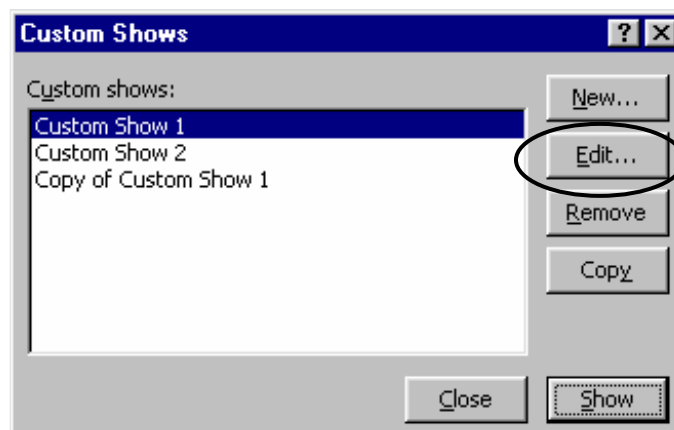 Custom Shows
Custom shows:
Custom Show 1
Custom Show 2
Copy of Custom Show 1
New...
Edit...
Remove
Copy
Close
Show